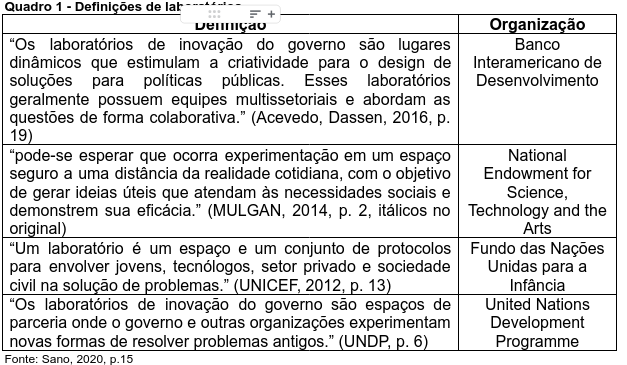 Quadro 1 - Definições de laboratórios
Definição
Organização
“Os laboratórios de inovação do governo são lugares
dinâmicos que estimulam a criatividade para o design de
soluções para políticas públicas. Esses laboratórios
geralmente possuem equipes multissetoriais e abordam as
questões de forma colaborativa.” (Acevedo, Dassen, 2016, p.
19)
Banco
Interamericano de
Desenvolvimento
“pode-se esperar que ocorra experimentação em um espaço
seguro a uma distância da realidade cotidiana, com o objetivo
de gerar ideias úteis que atendam às necessidades sociais e
demonstrem sua eficácia.” (MULGAN, 2014, p. 2, itálicos no
original)
National
Endowment for
Science,
Technology and the
Arts
“Um laboratório é um espaço e um conjunto de protocolos
para envolver jovens, tecnólogos, setor privado e sociedade
civil na solução de problemas.” (UNICEF, 2012, p. 13)
Fundo das Nações
Unidas para a
Infância
“Os laboratórios de inovação do governo são espaços de
parceria onde o governo e outras organizações experimentam
novas formas de resolver problemas antigos.” (UNDP, p. 6)
United Nations
Development
Programme
Fonte: Sano, 2020, p.15